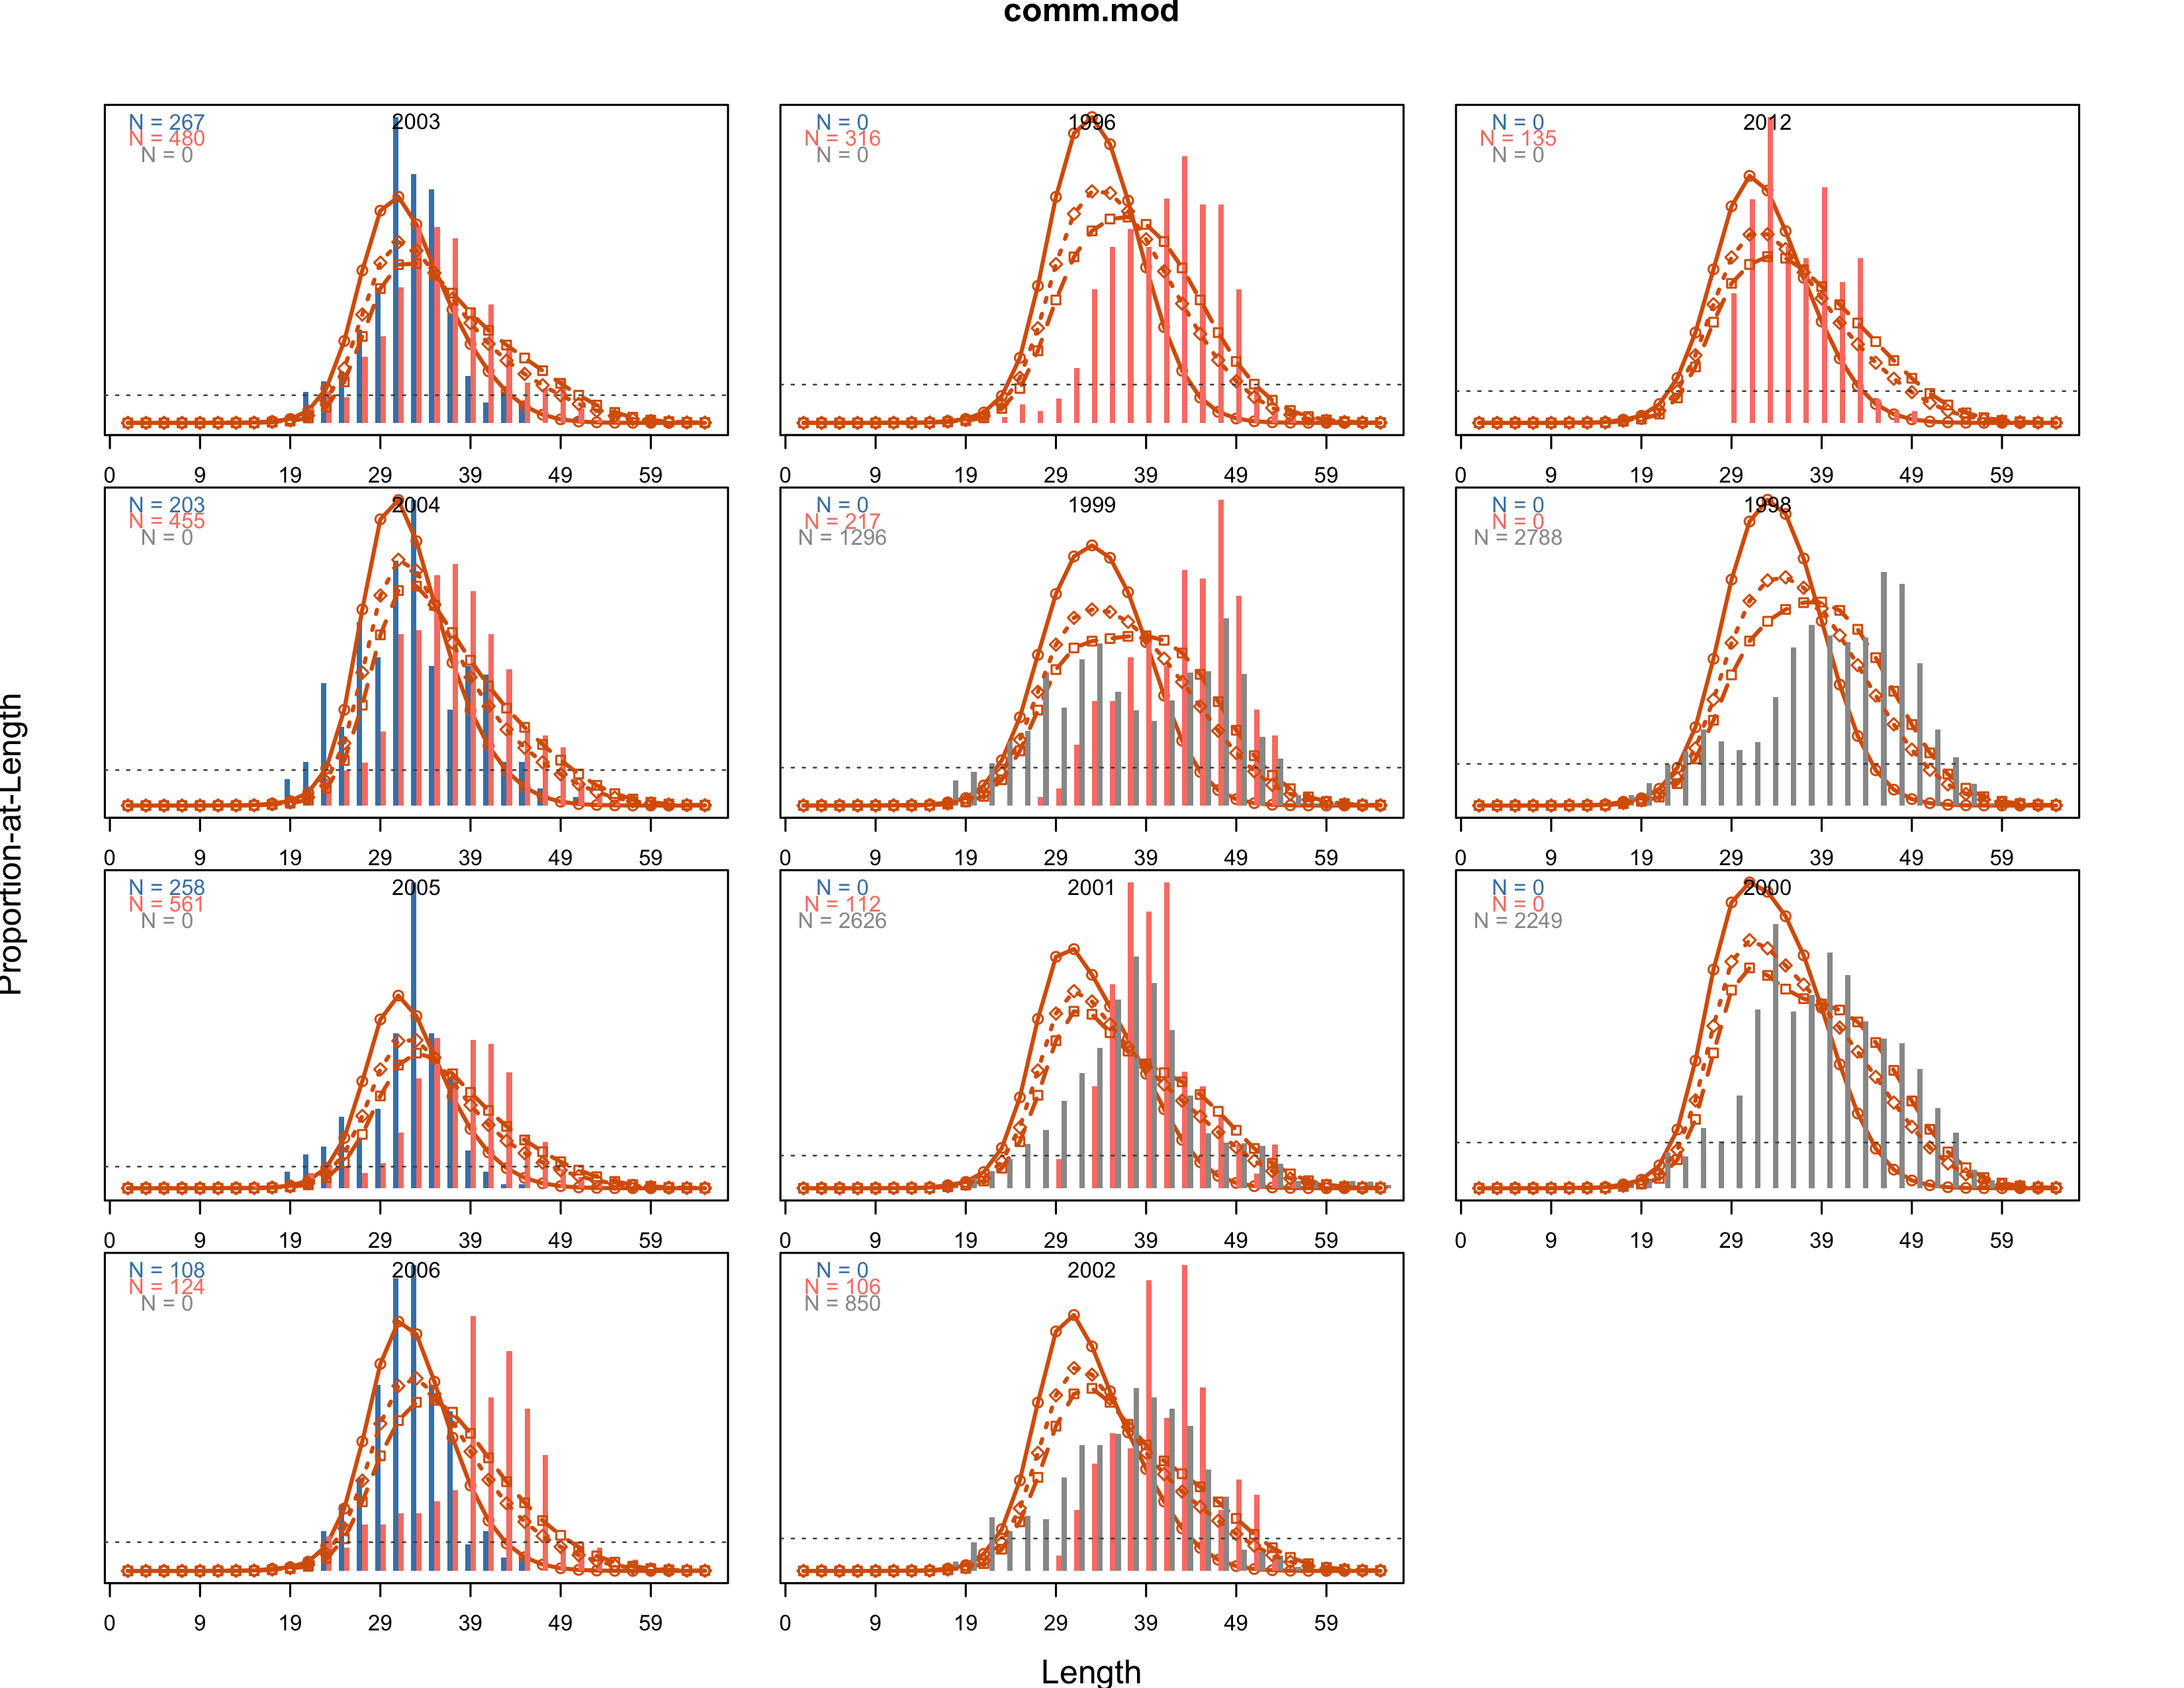 comm.mod
N = 267
N = 480
N = 0
2003
0 9 19 29 39 49 59
N = 0
N = 316
N = 0
1996
0 9 19 29 39 49 59
N = 0
N = 135
N = 0
2012
0 9 19 29 39 49 59
N = 203
N = 455
N = 0
2004
0 9 19 29 39 49 59
N = 0
N = 217
N = 1296
1999
0 9 19 29 39 49 59
N = 0
N = 0
N = 2788
1998
0 9 19 29 39 49 59
N = 258
N = 561
N = 0
2005
0 9 19 29 39 49 59
N = 0
N = 112
N = 2626
2001
0 9 19 29 39 49 59
N = 0
N = 0
N = 2249
2000
0 9 19 29 39 49 59
N = 108
N = 124
N = 0
2006
0 9 19 29 39 49 59
N = 0
N = 106
N = 850
2002
0 9 19 29 39 49 59
Proportion-at-Length
Length